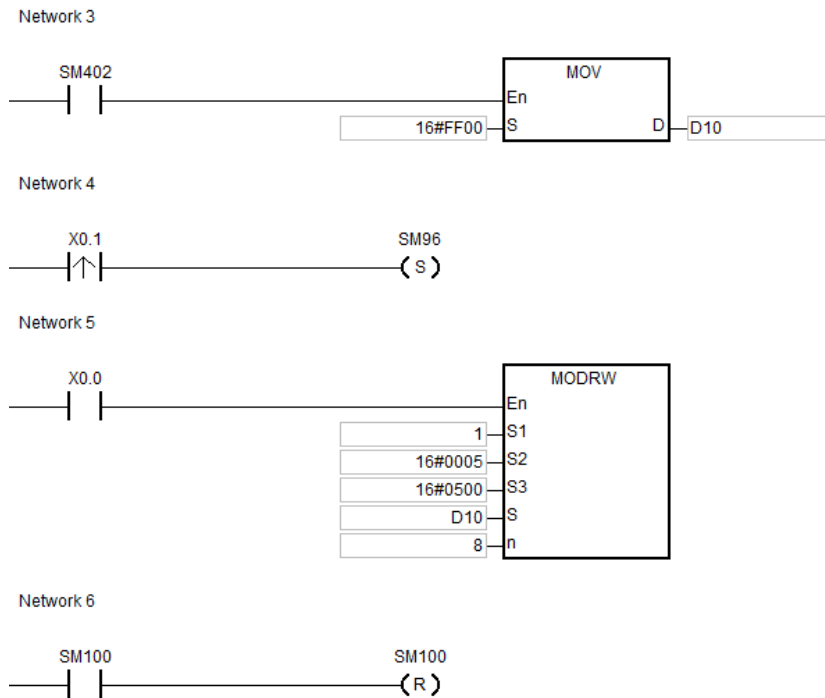 Network 3
SM402
MOV
En
16#FF00 S D D10
Network 4
X0.1 SM96
S
Network 5
X0.0 MODRW
En
1 S1
16#0005 S2
16#0500 S3
D10 S
8 n
Network 6
SM100 SM100
R